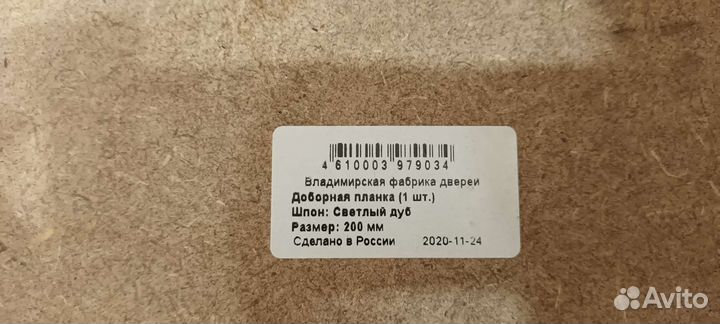 4 610003 979034
Владимирская фабрика дверей
Доборная планка (1 шт.)
Шпон: Светлый дуб
Размер: 200 мм
Сделано в России 2020-11-24
Avito